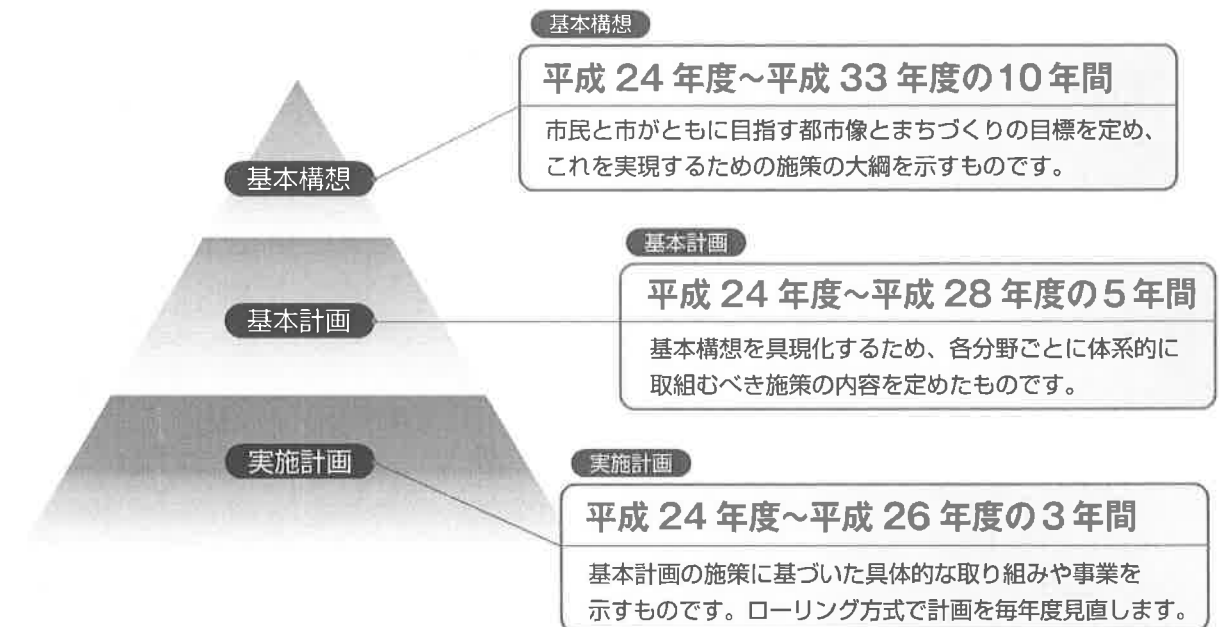 基本構想
平成 24 年度～平成 33 年度の10 年間
市民と市がともに目指す都市像とまちづくりの目標を定め、
これを実現するための施策の大綱を示すものです。
基本構想
基本計画
平成 24 年度～平成 28 年度の5 年間
基本構想を具現化するため、各分野ごとに体系的に
取組むべき施策の内容を定めたものです。
基本計画
実施計画
平成 24 年度～平成 26 年度の3 年間
基本計画の施策に基づいた具体的な取り組みや事業を
示すものです。ローリング方式で計画を毎年度見直します。
実施計画